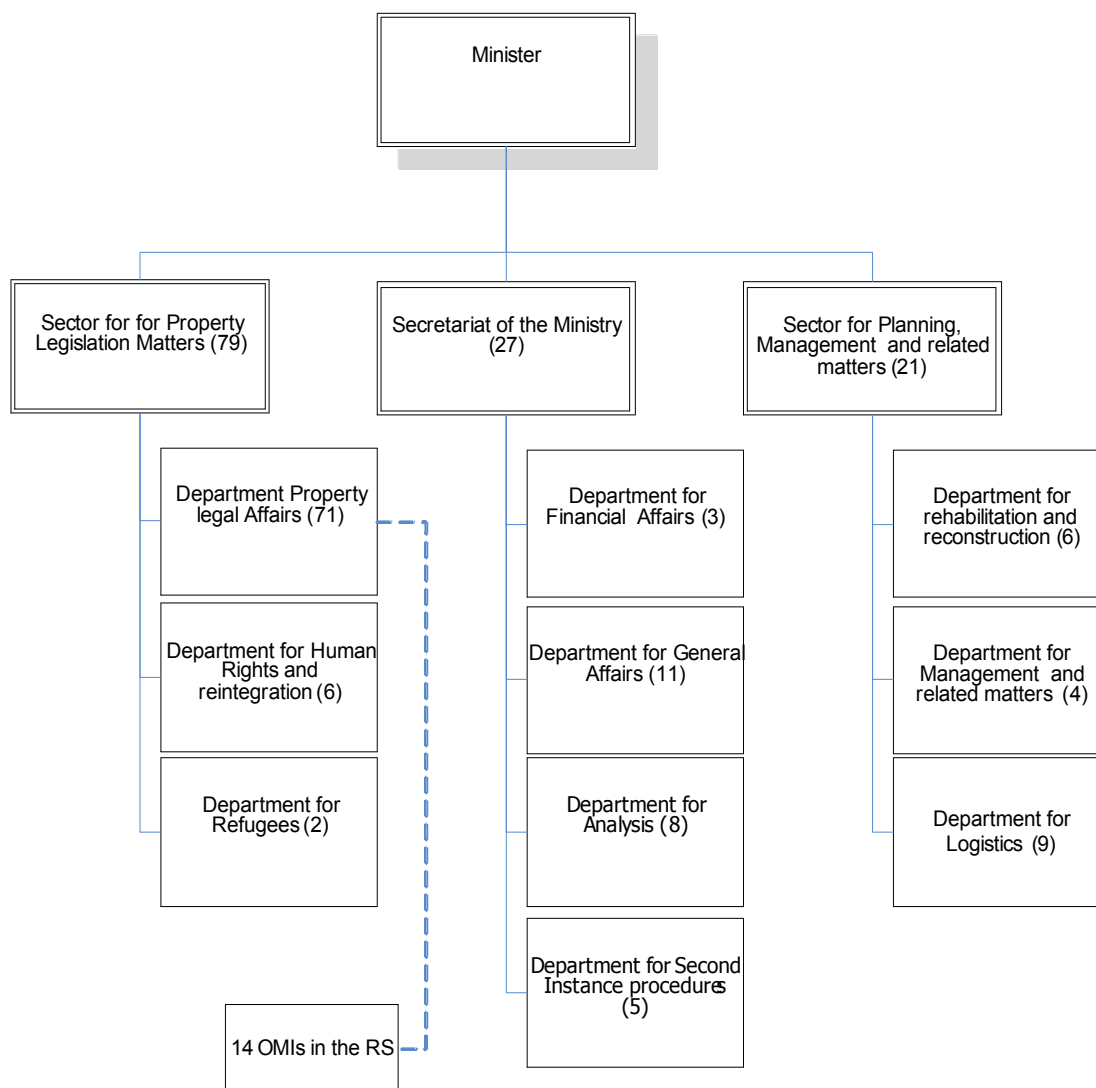 Minister
Sector for for Property
Legislation Matters (79)
Secretariat of the Ministry
(27)
Sector for Planning,
Management and related
matters (21)
Department Property
legal Affairs (71)
Department for Human
Rights and
reintegration (6)
Department for
Refugees (2)
14 OMIs in the RS
Department for
Financial Affairs (3)
Department for General
Affairs (11)
Department for
Analysis (8)
Department for Second
Instance procedures
(5)
Department for
rehabilitation and
reconstruction (6)
Department for
Management and
related matters (4)
Department for
Logistics (9)